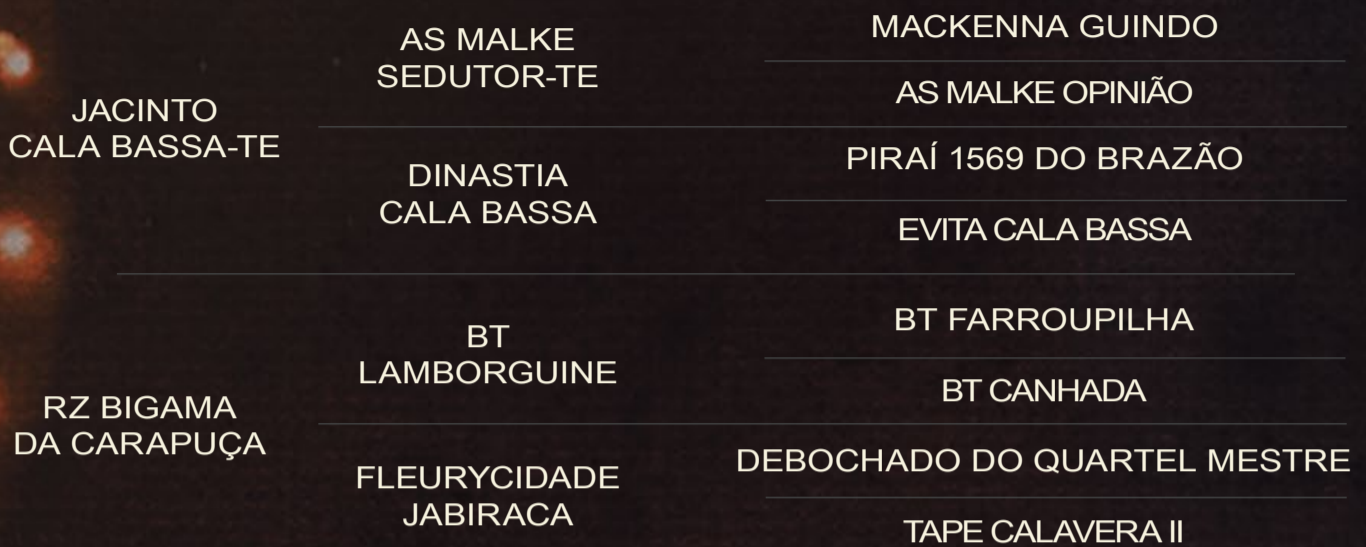 JACINTO
CALA BASSA-TE
AS MALKE
SEDUTOR-TE
MACKENNA GUINDO
AS MALKE OPINIÃO
DINASTIA
CALA BASSA
PIRAÍ 1569 DO BRAZÃO
EVITA CALA BASSA
RZ BIGAMA
DA CARAPUÇA
BT
LAMBORGUINE
BT FARROUPILHA
BT CANHADA
FLEURYCIDADE
JABIRACA
DEBOCHADO DO QUARTEL MESTRE
TAPE CALAVERA II